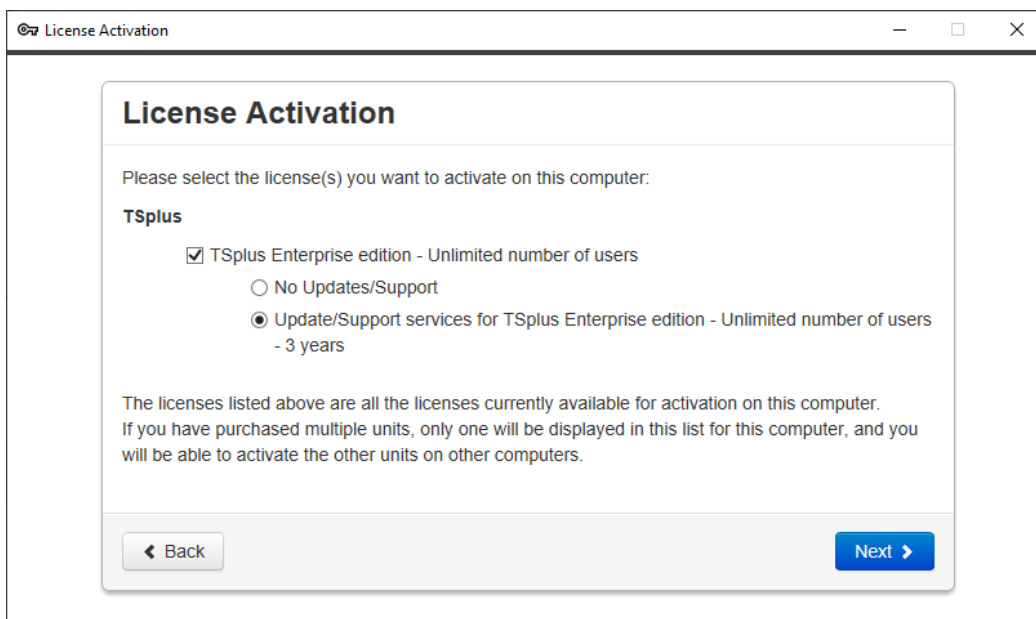 License Activation
License Activation
Please select the license(s) you want to activate on this computer:
TSplus
TSplus Enterprise edition - Unlimited number of users
No Updates/Support
Update/Support services for TSplus Enterprise edition - Unlimited number of users
- 3 years
The licenses listed above are all the licenses currently available for activation on this computer.
If you have purchased multiple units, only one will be displayed in this list for this computer, and you
will be able to activate the other units on other computers.
Back
Next